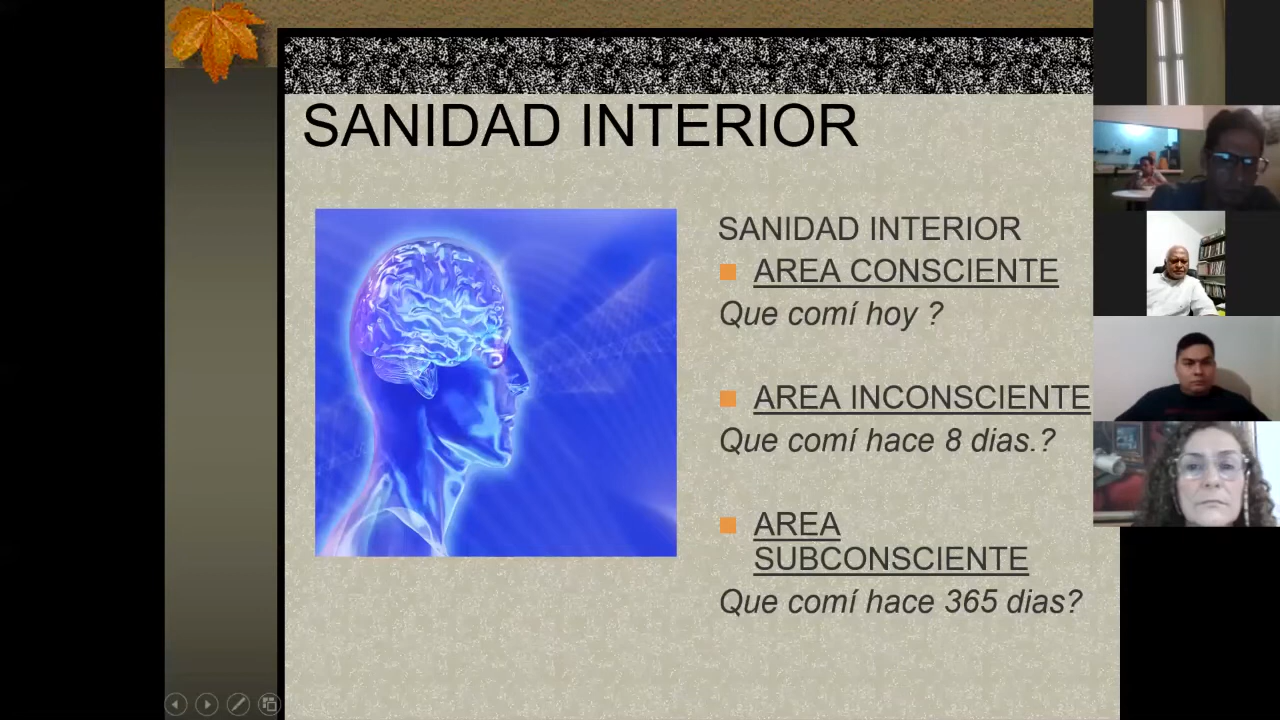 SANIDAD INTERIOR
SANIDAD INTERIOR
AREA CONSCIENTE
Que comí hoy ?
AREA INCONSCIENTE
Que comí hace 8 dias.?
AREA
SUBCONSCIENTE
Que comí hace 365 dias?